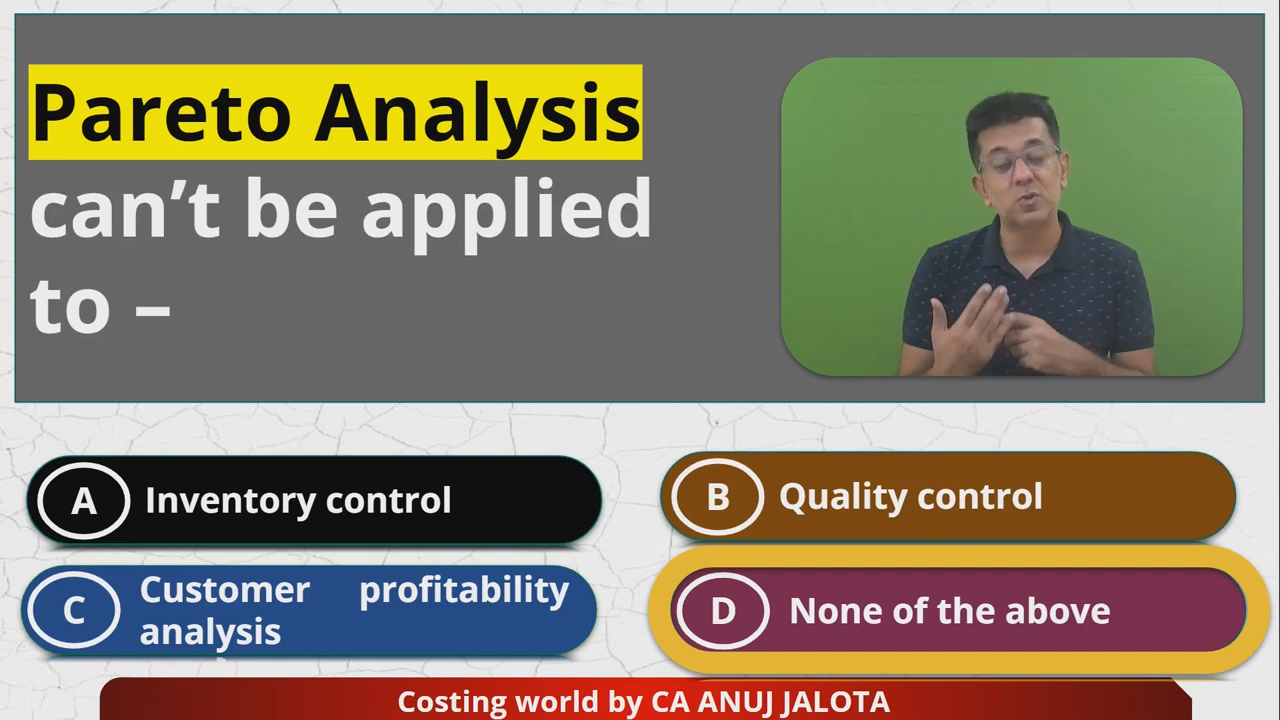 Pareto Analysis
can’t be applied
to –
A Inventory control
B Quality control
C Customer profitability
analysis
D None of the above
Costing world by CA ANUJ JALOTA